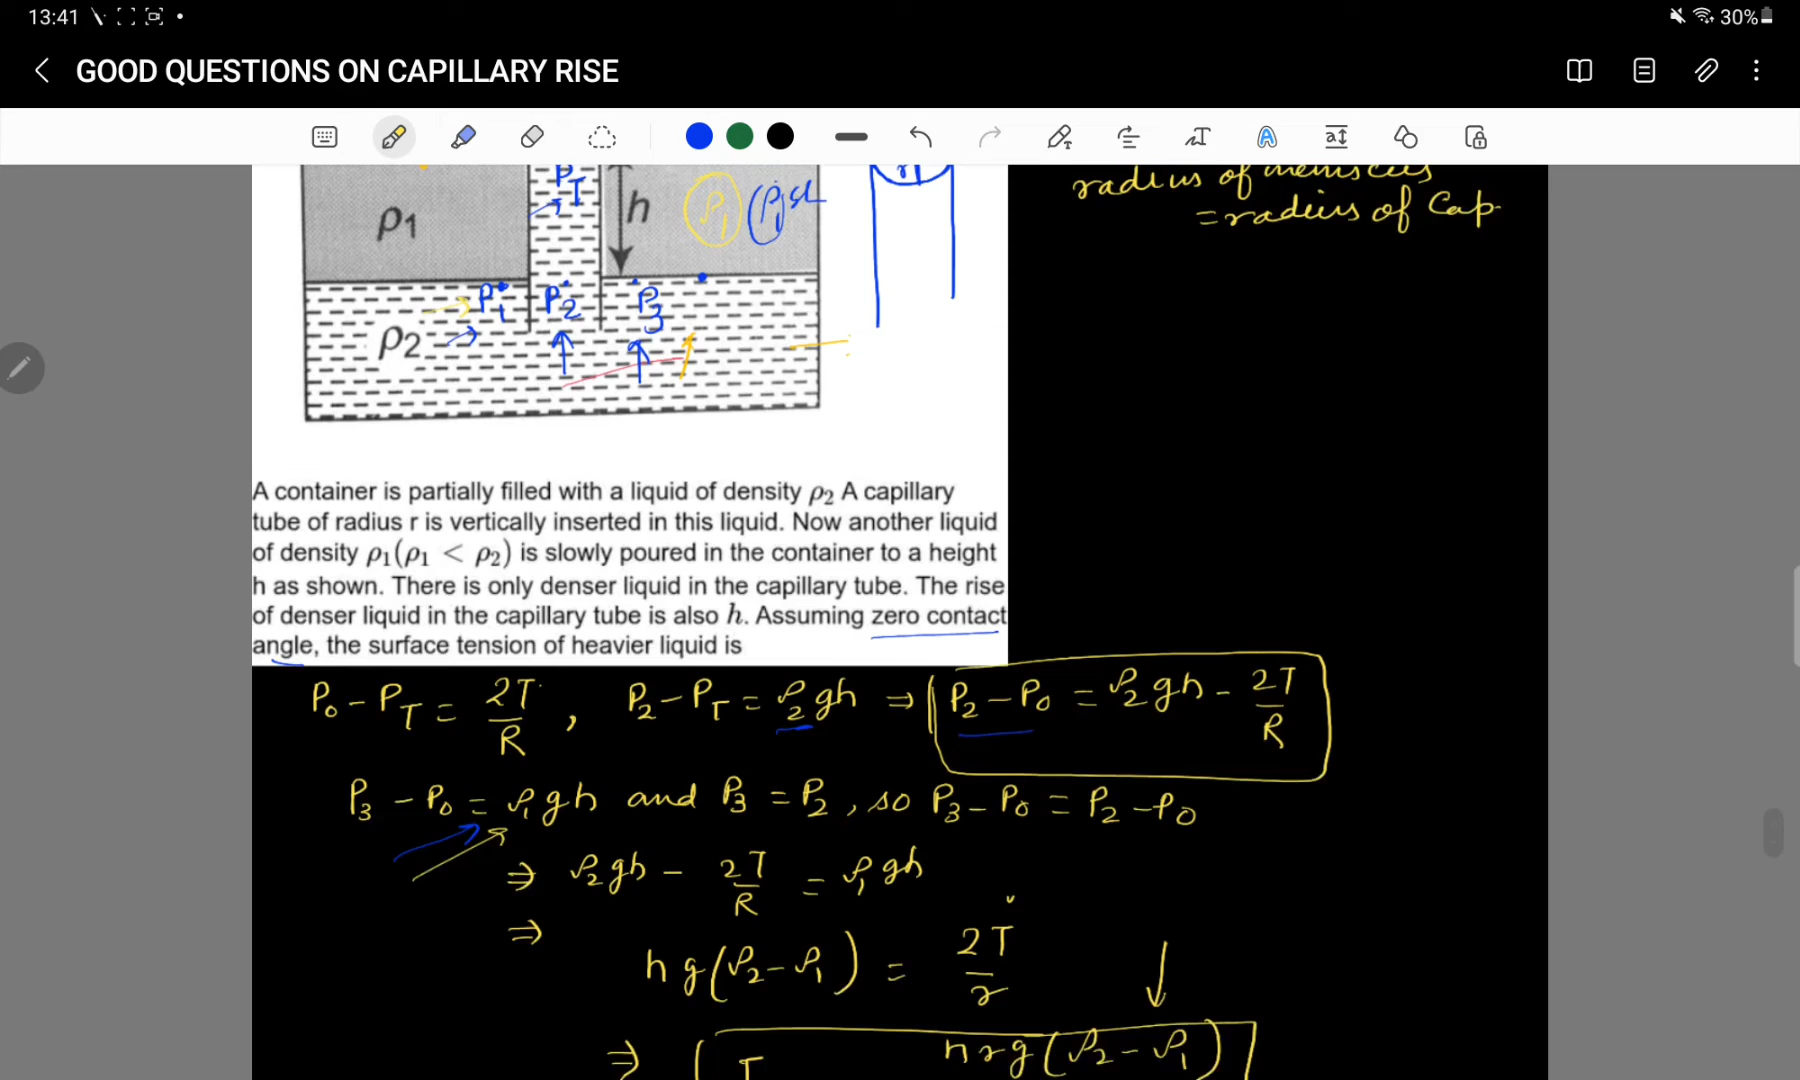 13:41
30%
GOOD QUESTIONS ON CAPILLARY RISE
radius of meniscus
= radius of Cap
r
P_T
h
ρ₁
ρ₁
(ρ₁gh
P₁
P₂
P₃
ρ₂
A container is partially filled with a liquid of density ρ₂ A capillary
tube of radius r is vertically inserted in this liquid. Now another liquid
of density ρ₁(ρ₁ < ρ₂) is slowly poured in the container to a height
h as shown. There is only denser liquid in the capillary tube. The rise
of denser liquid in the capillary tube is also h. Assuming zero contact
angle, the surface tension of heavier liquid is
P₀ − P_T = 2T/R , P₂ − P_T = ρ₂gh ⇒ P₂ − P₀ = ρ₂gh − 2T/R
P₃ − P₀ = ρ₁gh and P₃ = P₂ , so P₃ − P₀ = P₂ − P₀
⇒ ρ₂gh − 2T/R = ρ₁gh
⇒
hg(ρ₂ − ρ₁) = 2T/r
⇒ T hrg(ρ₂ − ρ₁)